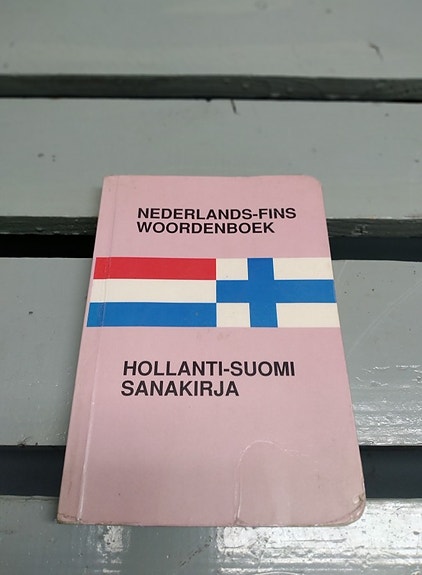 NEDERLANDS-FINS
WOORDENBOEK
HOLLANTI-SUOMI
SANAKIRJA